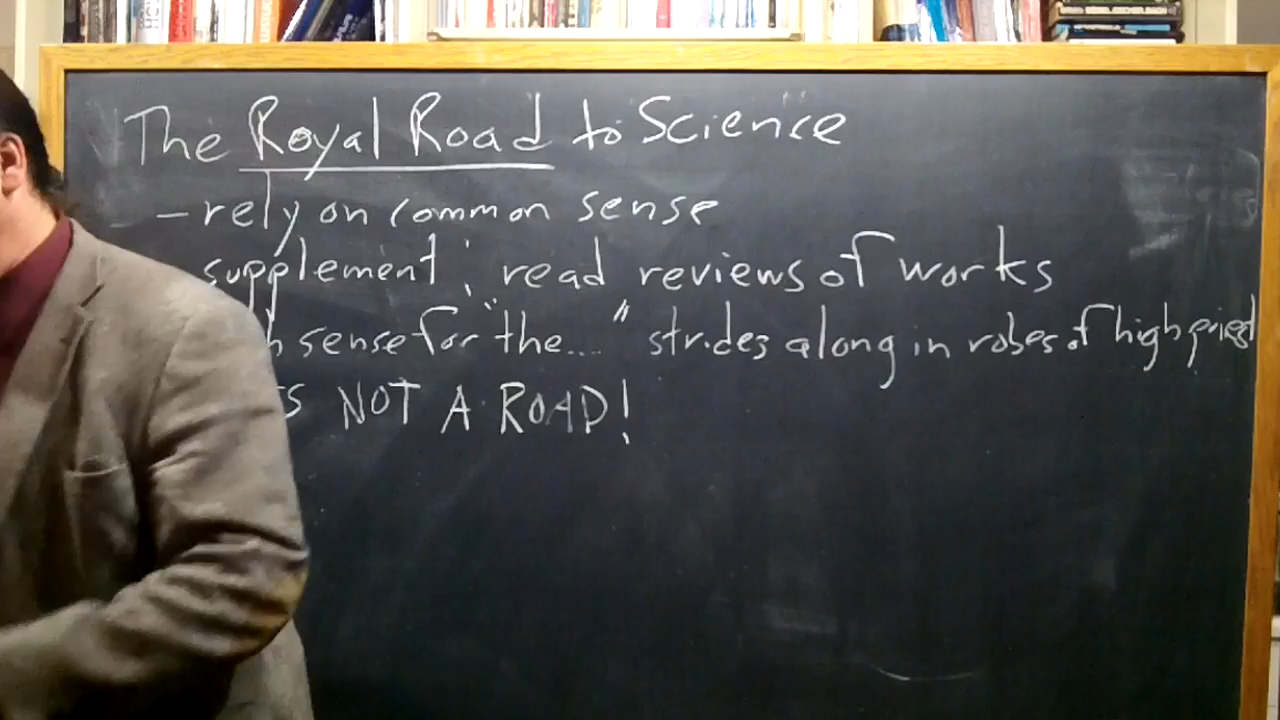 The Royal Road to Science
- rely on common sense
supplement: read reviews of works
h sense for "the...." strides along in robes of high priest
S NOT A ROAD!